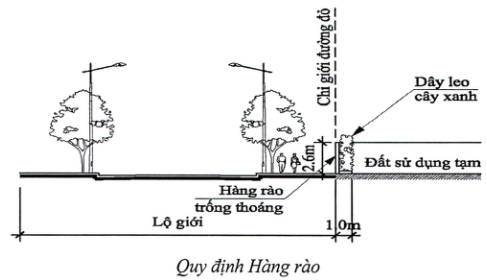 Chỉ giới đường đỏ
Dây leo
cây xanh
2.6m
Đất sử dụng tạm
Hàng rào
trống thoáng
Lộ giới
1.0m
Quy định Hàng rào